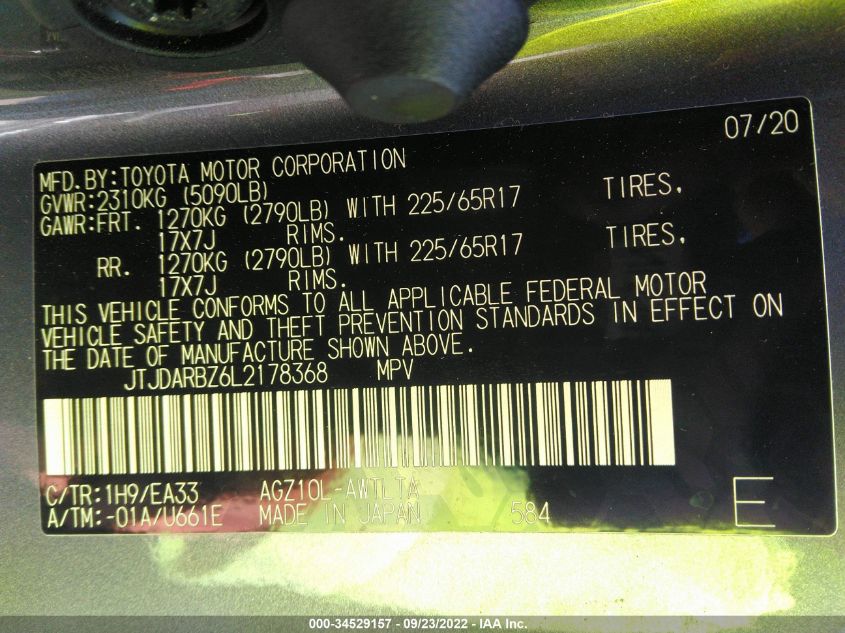 07/20
MFD.BY:TOYOTA MOTOR CORPORATION
GVWR:2310KG (5090LB)
GAWR:FRT. 1270KG (2790LB) WITH 225/65R17 TIRES,
17X7J RIMS.
RR. 1270KG (2790LB) WITH 225/65R17 TIRES,
17X7J RIMS.
THIS VEHICLE CONFORMS TO ALL APPLICABLE FEDERAL MOTOR
VEHICLE SAFETY AND THEFT PREVENTION STANDARDS IN EFFECT ON
THE DATE OF MANUFACTURE SHOWN ABOVE.
JTJDARBZ6L2178368 MPV
C/TR:1H9/EA33 AGZ10L-AWTLTA
A/TM:-01A/U661E MADE IN JAPAN 584 E
000-34529157 - 09/23/2022 - IAA Inc.